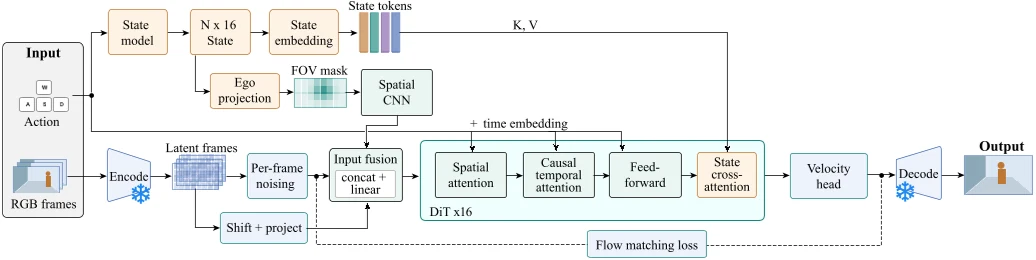 Input
W
A S D
Action
RGB frames
State
model
N x 16
State
State
embedding
State tokens
K, V
Ego
projection
FOV mask
Spatial
CNN
+ time embedding
Encode
Latent frames
Per-frame
noising
Shift + project
Input fusion
concat +
linear
Spatial
attention
Causal
temporal
attention
Feed-
forward
State
cross-
attention
DiT x16
Velocity
head
Flow matching loss
Decode
Output